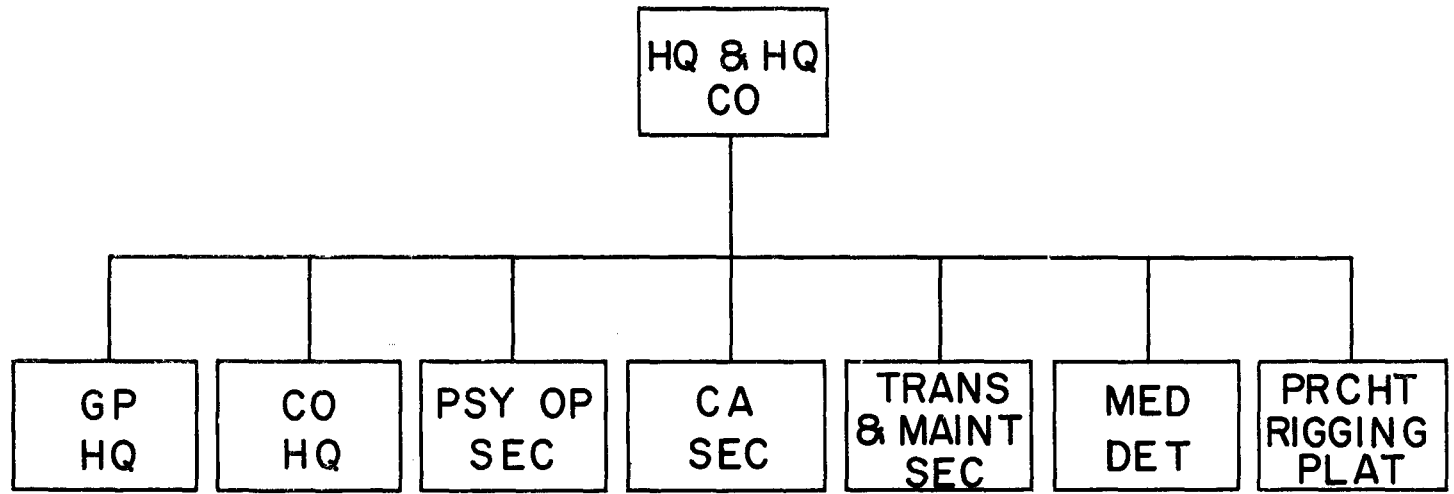 HQ & HQ
CO
GP
HQ
CO
HQ
PSY OP
SEC
CA
SEC
TRANS
& MAINT
SEC
MED
DET
PRCHT
RIGGING
PLAT